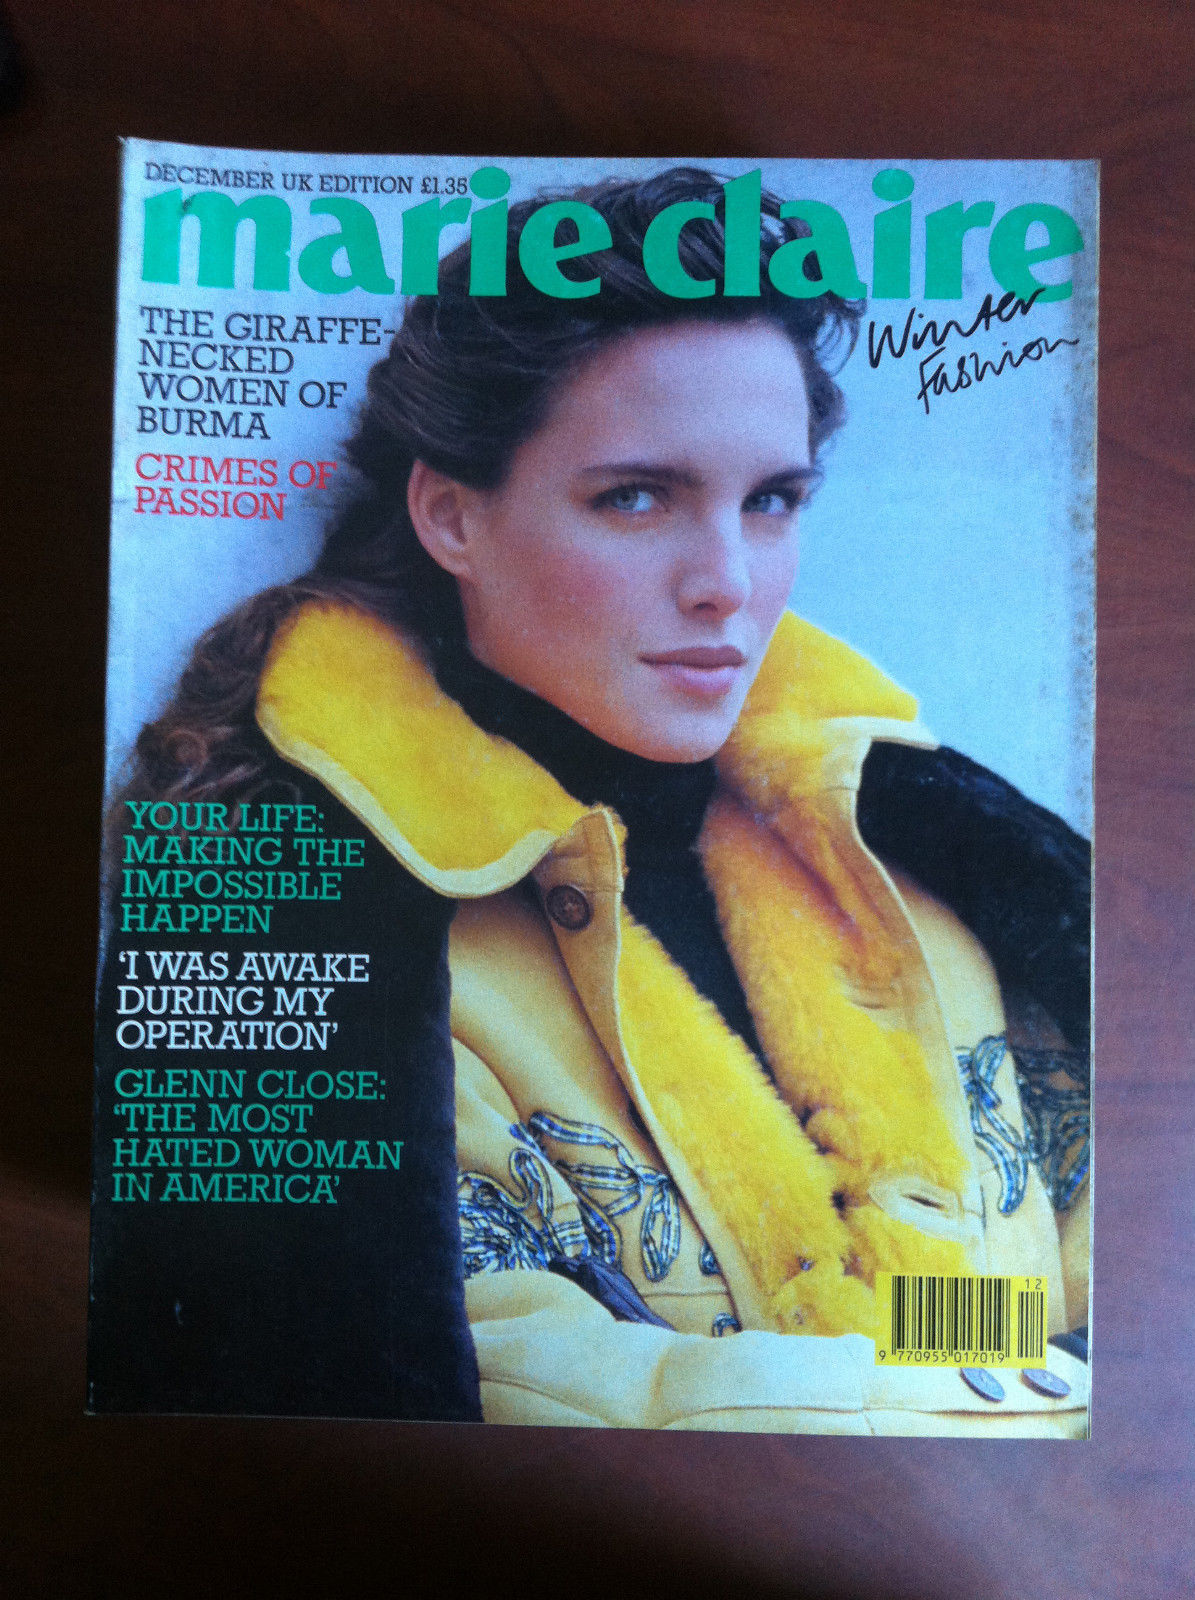 DECEMBER UK EDITION £1.35
marie claire
Winter
Fashion
THE GIRAFFE-
NECKED
WOMEN OF
BURMA
CRIMES OF
PASSION
YOUR LIFE:
MAKING THE
IMPOSSIBLE
HAPPEN
‘I WAS AWAKE
DURING MY
OPERATION’
GLENN CLOSE:
‘THE MOST
HATED WOMAN
IN AMERICA’
12
9 770955 017019